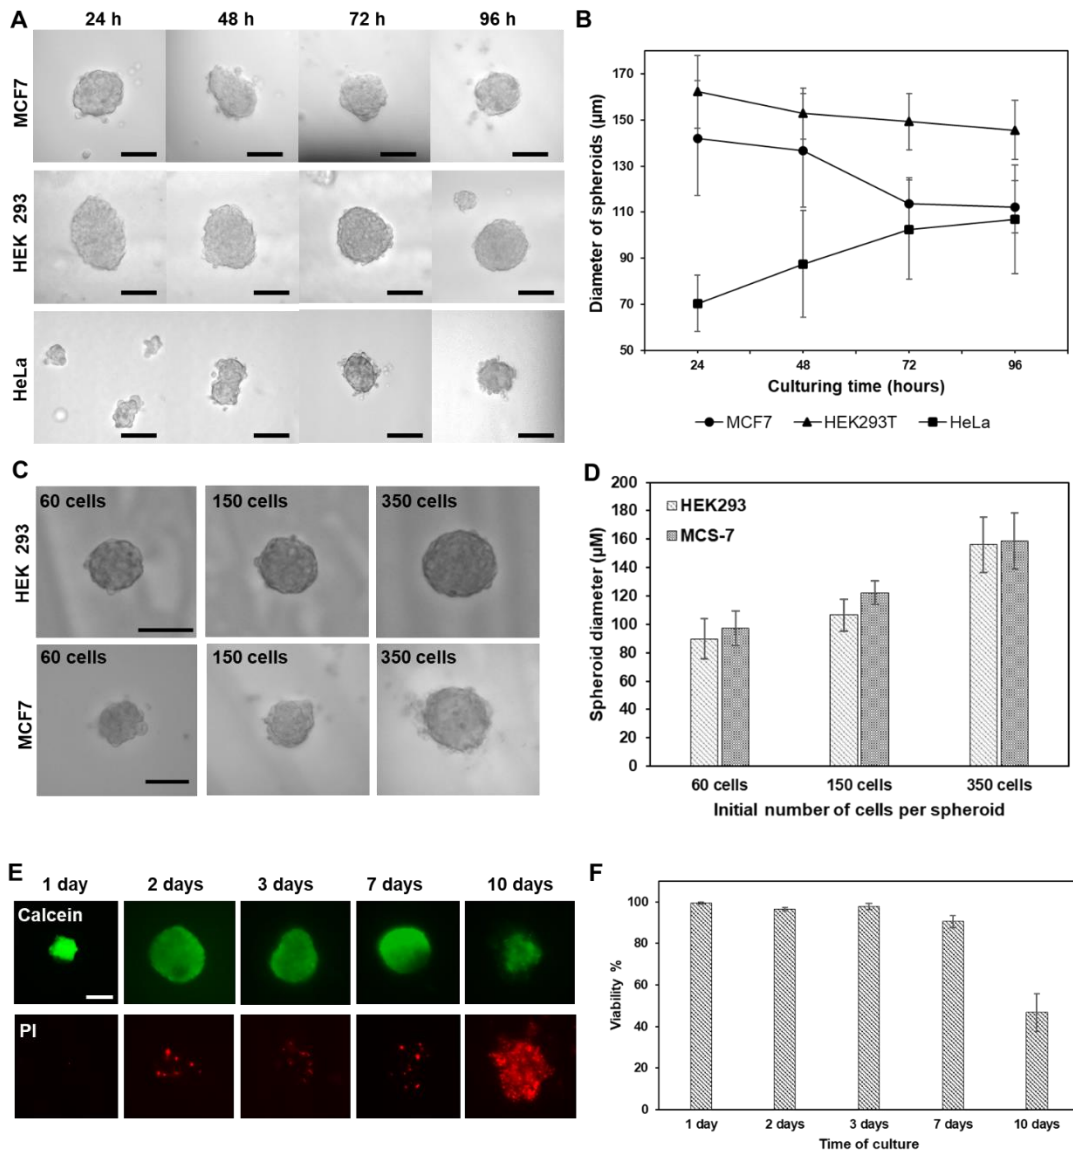 A
24 h 48 h 72 h 96 h
MCF7
HEK 293
HeLa
B
Diameter of spheroids (µm)
170
150
130
110
90
70
50
24 48 72 96
Culturing time (hours)
MCF7 HEK293T HeLa
C
HEK 293
60 cells 150 cells 350 cells
MCF7
60 cells 150 cells 350 cells
D
Spheroid diameter (µM)
200
180
160
140
120
100
80
60
40
20
0
HEK293
MCS-7
60 cells 150 cells 350 cells
Initial number of cells per spheroid
E
1 day 2 days 3 days 7 days 10 days
Calcein
PI
F
Viability %
100
80
60
40
20
0
1 day 2 days 3 days 7 days 10 days
Time of culture